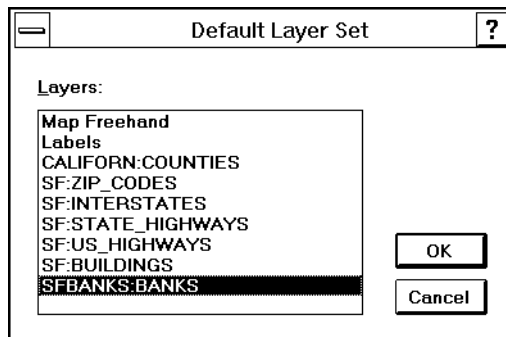 Default Layer Set ?
Layers:
Map Freehand
Labels
CALIFORN:COUNTIES
SF:ZIP_CODES
SF:INTERSTATES
SF:STATE_HIGHWAYS
SF:US_HIGHWAYS
SF:BUILDINGS
SFBANKS:BANKS
OK
Cancel